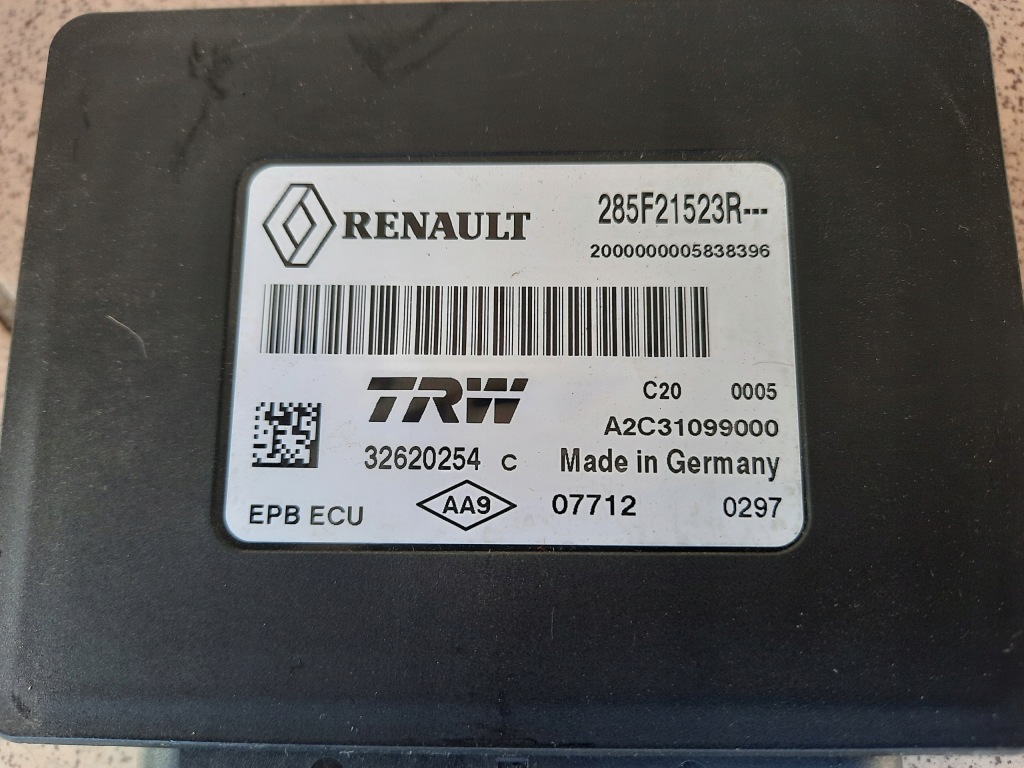 RENAULT 285F21523R---
2000000005838396
TRW C20 0005
A2C31099000
32620254 C Made in Germany
EPB ECU AA9 07712 0297